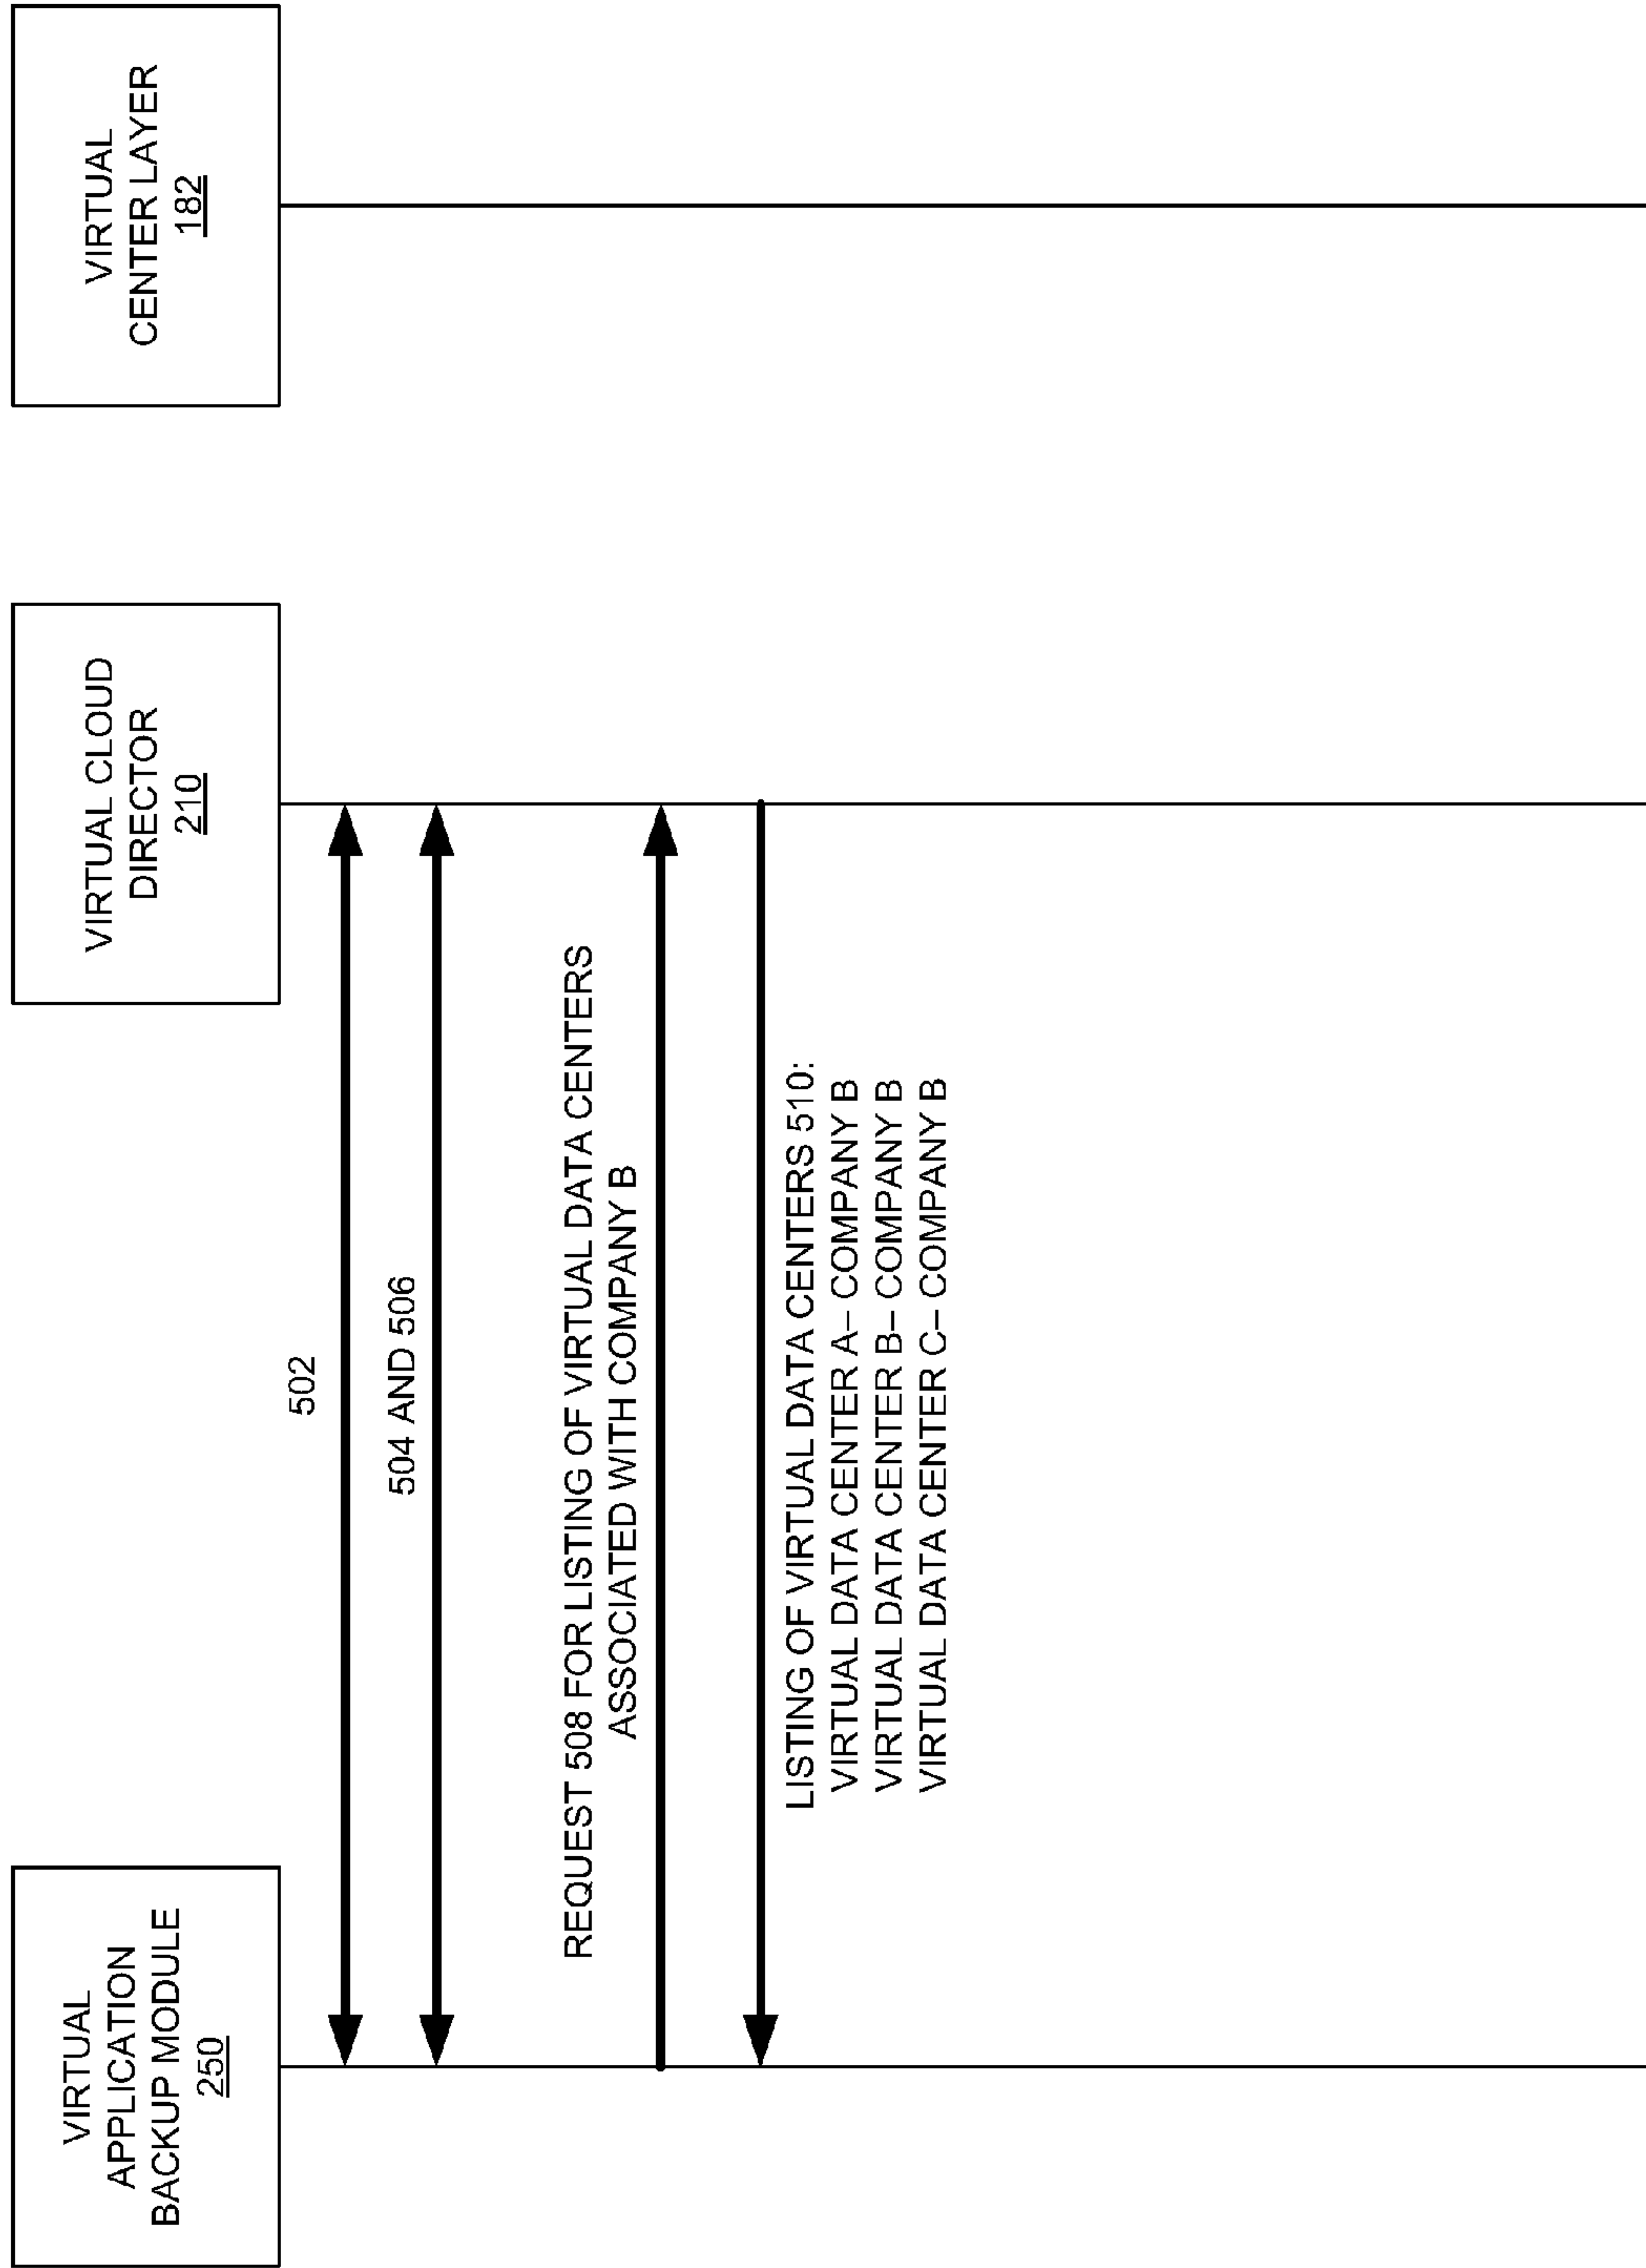 VIRTUAL
APPLICATION
BACKUP MODULE
250
VIRTUAL CLOUD
DIRECTOR
210
VIRTUAL
CENTER LAYER
182
502
504 AND 506
REQUEST 508 FOR LISTING OF VIRTUAL DATA CENTERS
ASSOCIATED WITH COMPANY B
LISTING OF VIRTUAL DATA CENTERS 510:
VIRTUAL DATA CENTER A– COMPANY B
VIRTUAL DATA CENTER B– COMPANY B
VIRTUAL DATA CENTER C– COMPANY B